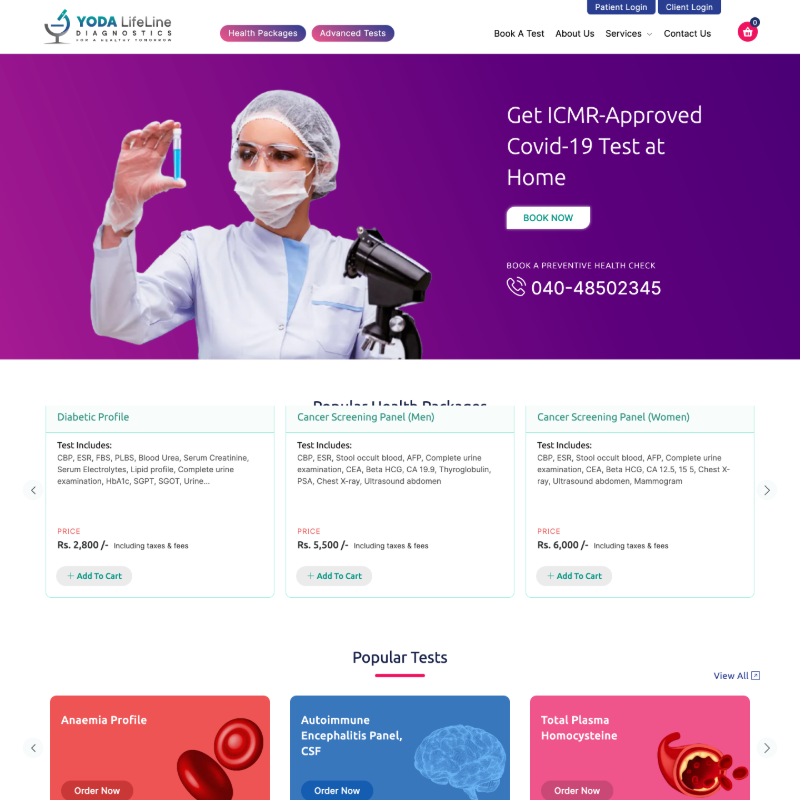 Patient Login
Client Login
YODA LifeLine
DIAGNOSTICS
FOR A HEALTHY TOMORROW
Health Packages
Advanced Tests
Book A Test
About Us
Services
Contact Us
0
Get ICMR-Approved
Covid-19 Test at
Home
BOOK NOW
BOOK A PREVENTIVE HEALTH CHECK
040-48502345
Popular Health Packages
Diabetic Profile
Test Includes:
CBP, ESR, FBS, PLBS, Blood Urea, Serum Creatinine,
Serum Electrolytes, Lipid profile, Complete urine
examination, HbA1c, SGPT, SGOT, Urine...
PRICE
Rs. 2,800 /- Including taxes & fees
+ Add To Cart
Cancer Screening Panel (Men)
Test Includes:
CBP, ESR, Stool occult blood, AFP, Complete urine
examination, CEA, Beta HCG, CA 19.9, Thyroglobulin,
PSA, Chest X-ray, Ultrasound abdomen
PRICE
Rs. 5,500 /- Including taxes & fees
+ Add To Cart
Cancer Screening Panel (Women)
Test Includes:
CBP, ESR, Stool occult blood, AFP, Complete urine
examination, CEA, Beta HCG, CA 12.5, 15 5, Chest X-
ray, Ultrasound abdomen, Mammogram
PRICE
Rs. 6,000 /- Including taxes & fees
+ Add To Cart
Popular Tests
View All
Anaemia Profile
Order Now
Autoimmune
Encephalitis Panel,
CSF
Order Now
Total Plasma
Homocysteine
Order Now